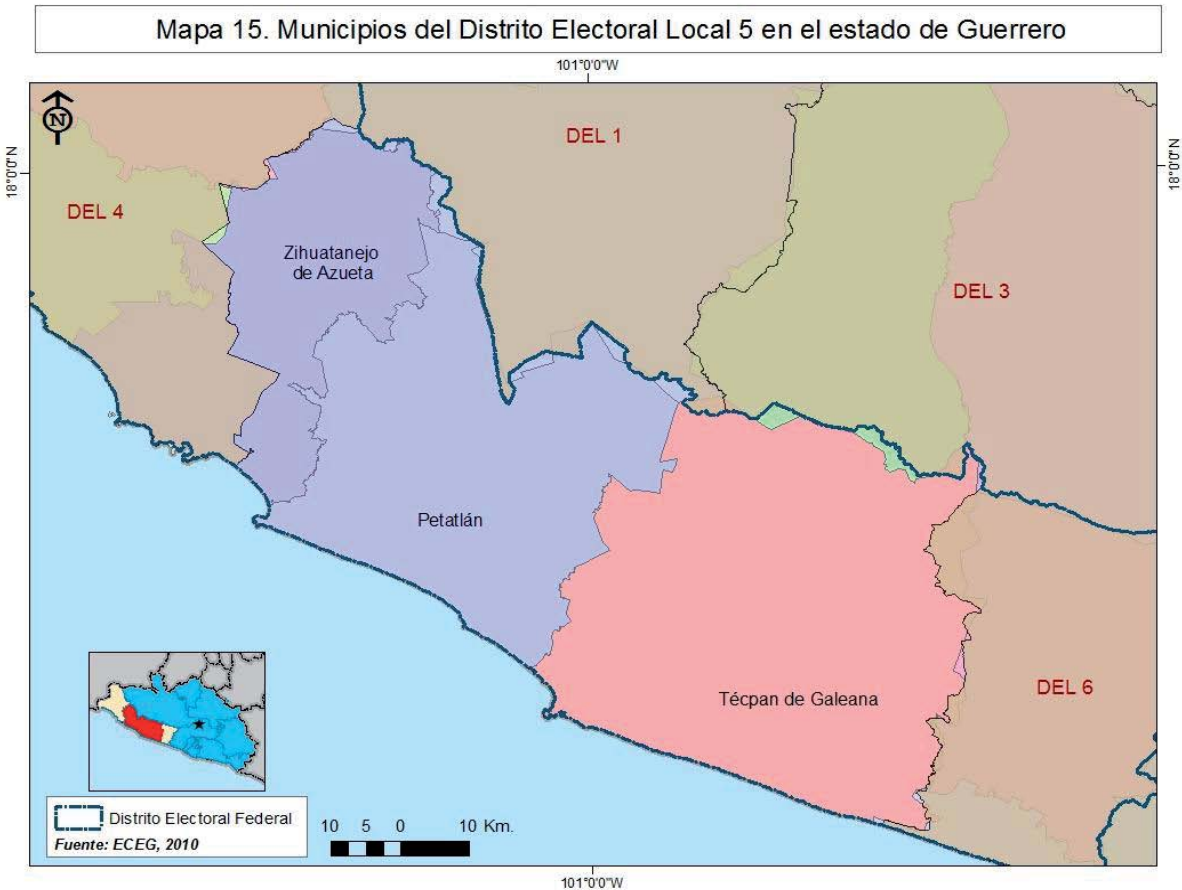 Mapa 15. Municipios del Distrito Electoral Local 5 en el estado de Guerrero
101°0'0"W
N
18°0'0"N
18°0'0"N
DEL 1
DEL 4
Zihuatanejo
de Azueta
DEL 3
Petatlán
Técpan de Galeana
DEL 6
Distrito Electoral Federal
Fuente: ECEG, 2010
10 5 0 10 Km.
101°0'0"W